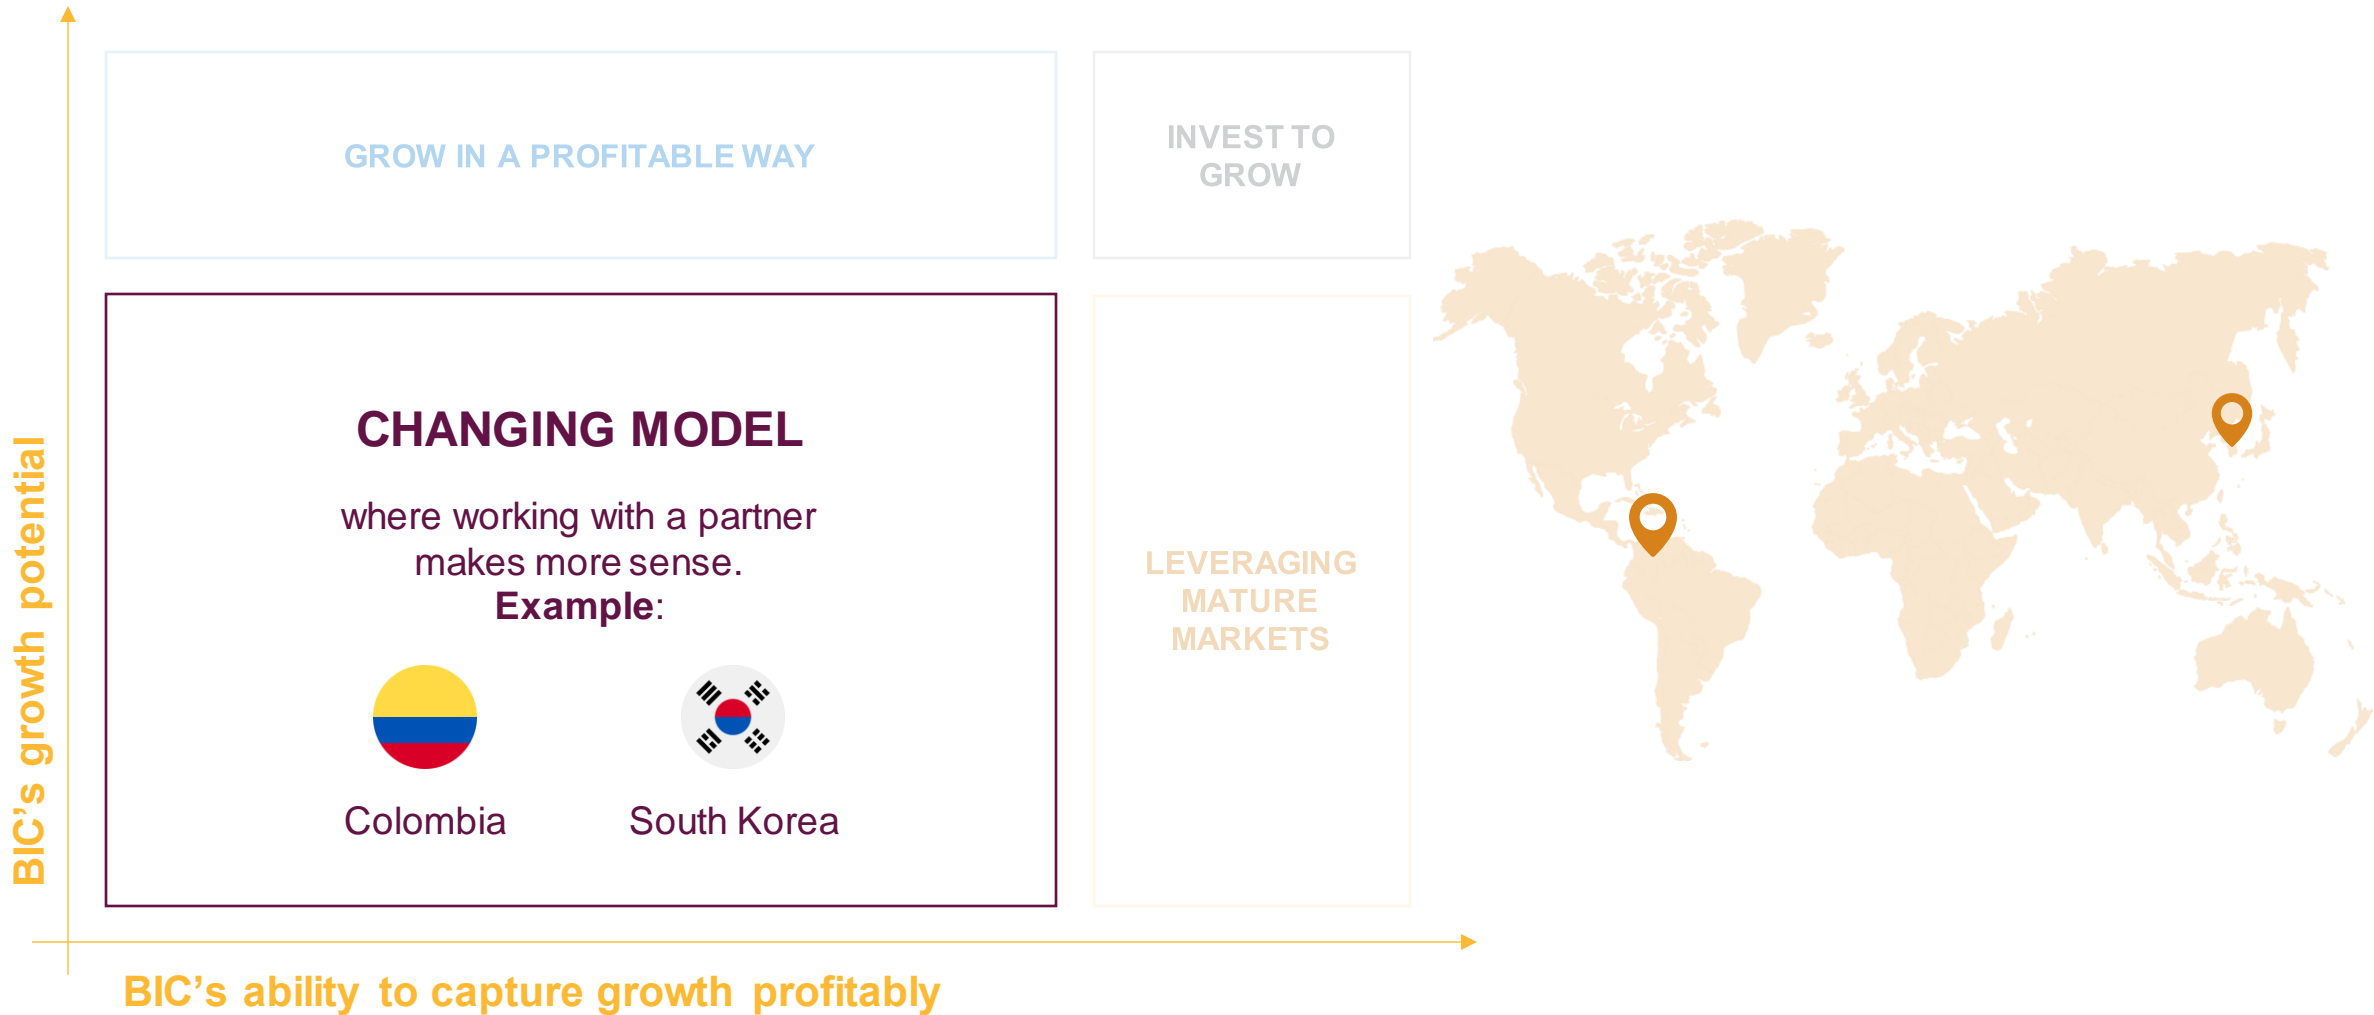 GROW IN A PROFITABLE WAY
INVEST TO
GROW
CHANGING MODEL
where working with a partner
makes more sense.
Example:
Colombia
South Korea
LEVERAGING
MATURE
MARKETS
BIC’s growth potential
BIC’s ability to capture growth profitably